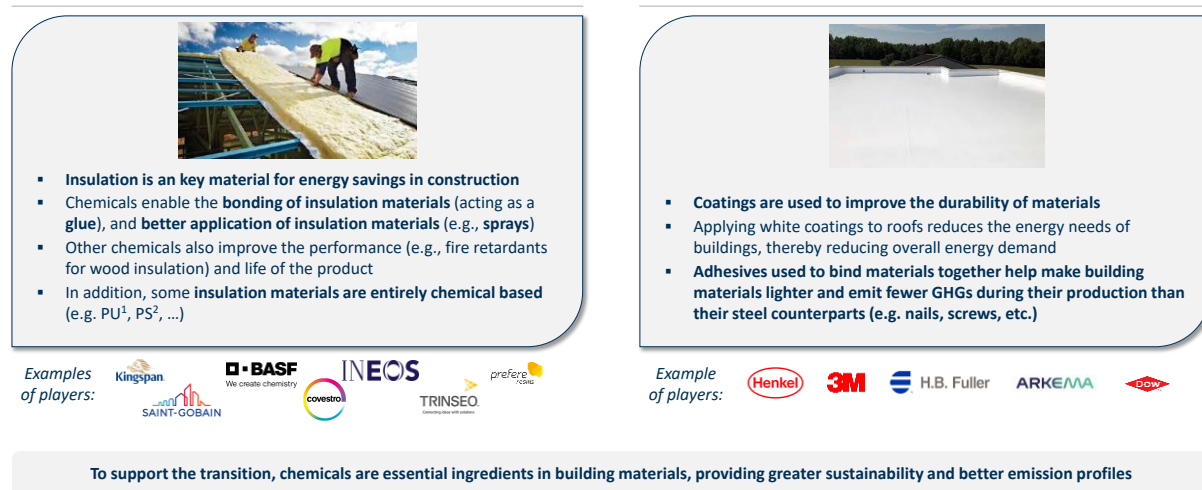 ▪ Insulation is an key material for energy savings in construction
▪ Chemicals enable the bonding of insulation materials (acting as a
glue), and better application of insulation materials (e.g., sprays)
▪ Other chemicals also improve the performance (e.g., fire retardants
for wood insulation) and life of the product
▪ In addition, some insulation materials are entirely chemical based
(e.g. PU¹, PS², …)
Examples
of players:
Kingspan
SAINT-GOBAIN
BASF
We create chemistry
covestro
INEOS
TRINSEO
Connecting ideas with solutions
prefere
resins
▪ Coatings are used to improve the durability of materials
▪ Applying white coatings to roofs reduces the energy needs of
buildings, thereby reducing overall energy demand
▪ Adhesives used to bind materials together help make building
materials lighter and emit fewer GHGs during their production than
their steel counterparts (e.g. nails, screws, etc.)
Example
of players:
Henkel
3M
H.B. Fuller
ARKEMA
DOW
To support the transition, chemicals are essential ingredients in building materials, providing greater sustainability and better emission profiles